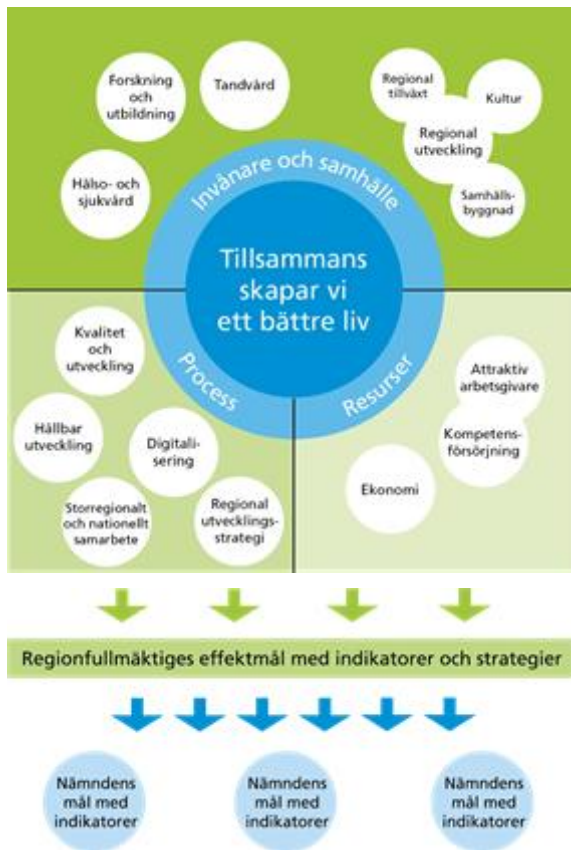 Forskning
och
utbildning
Tandvård
Hälso- och
sjukvård
Regional
tillväxt
Kultur
Regional
utveckling
Samhälls-
byggnad
Invånare och samhälle
Tillsammans
skapar vi
ett bättre liv
Process
Resurser
Kvalitet
och
utveckling
Hållbar
utveckling
Digitali-
sering
Storregionalt
och nationellt
samarbete
Regional
utvecklings-
strategi
Attraktiv
arbetsgivare
Kompetens-
försörjning
Ekonomi
Regionfullmäktiges effektmål med indikatorer och strategier
Nämndens
mål med
indikatorer
Nämndens
mål med
indikatorer
Nämndens
mål med
indikatorer